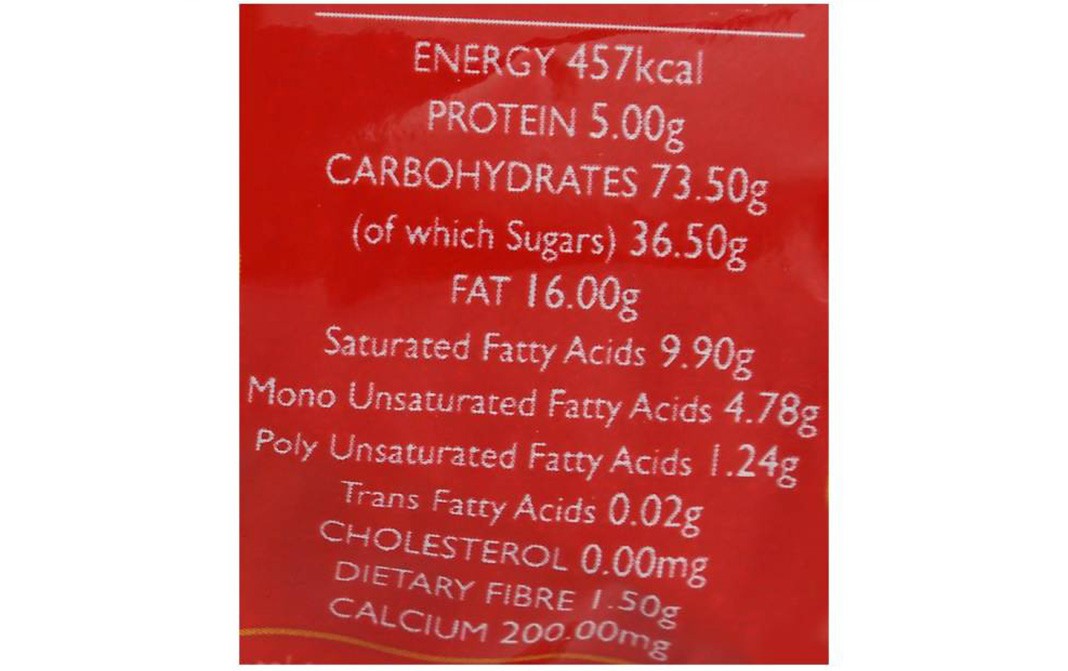 ENERGY 457kcal
PROTEIN 5.00g
CARBOHYDRATES 73.50g
(of which Sugars) 36.50g
FAT 16.00g
Saturated Fatty Acids 9.90g
Mono Unsaturated Fatty Acids 4.78g
Poly Unsaturated Fatty Acids 1.24g
Trans Fatty Acids 0.02g
CHOLESTEROL 0.00mg
DIETARY FIBRE 1.50g
CALCIUM 200.00mg